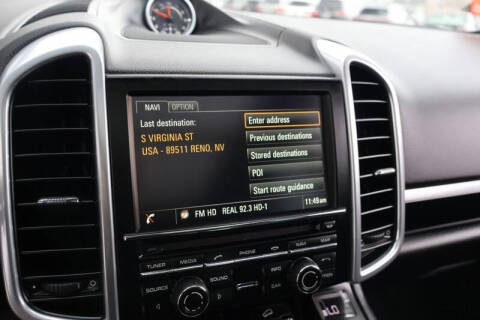 NAVI OPTION
Last destination:
S VIRGINIA ST
USA - 89511 RENO, NV
Enter address
Previous destinations
Stored destinations
POI
Start route guidance
FM HD REAL 92.3 HD-1
11:49am
TUNER MEDIA PHONE NAVI MAP
SOURCE SOUND INFO
CAR